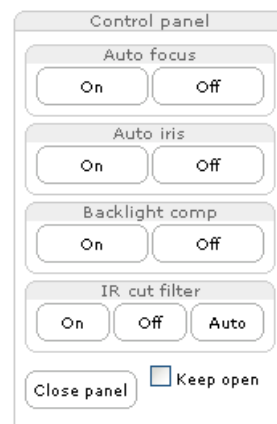 Control panel
Auto focus
On Off
Auto iris
On Off
Backlight comp
On Off
IR cut filter
On Off Auto
Close panel Keep open